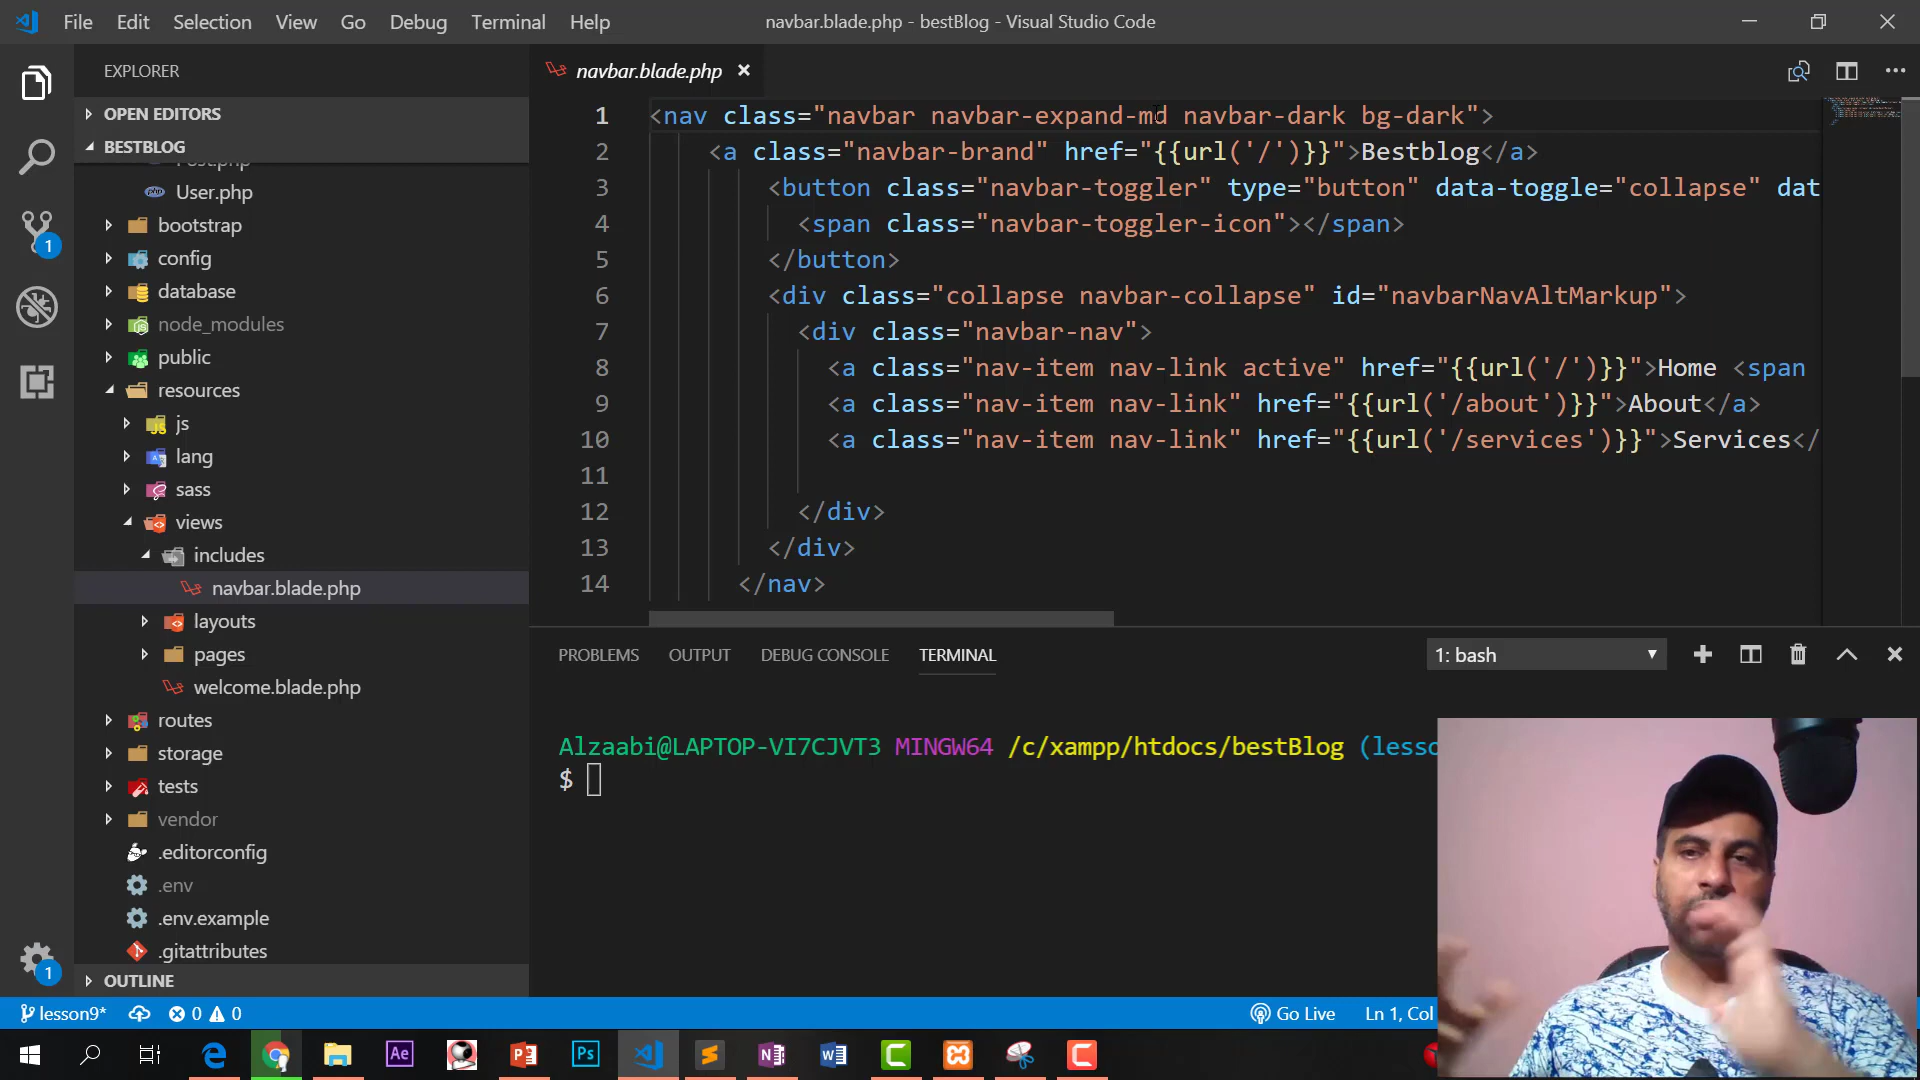 File Edit Selection View Go Debug Terminal Help
navbar.blade.php - bestBlog - Visual Studio Code
EXPLORER
OPEN EDITORS
BESTBLOG
Post.php
User.php
bootstrap
config
database
node_modules
public
resources
js
lang
sass
views
includes
navbar.blade.php
layouts
pages
welcome.blade.php
routes
storage
tests
vendor
.editorconfig
.env
.env.example
.gitattributes
OUTLINE
navbar.blade.php
1 <nav class="navbar navbar-expand-md navbar-dark bg-dark">
2 <a class="navbar-brand" href="{{url('/')}}">Bestblog</a>
3 <button class="navbar-toggler" type="button" data-toggle="collapse" dat
4 <span class="navbar-toggler-icon"></span>
5 </button>
6 <div class="collapse navbar-collapse" id="navbarNavAltMarkup">
7 <div class="navbar-nav">
8 <a class="nav-item nav-link active" href="{{url('/')}}">Home <span
9 <a class="nav-item nav-link" href="{{url('/about')}}">About</a>
10 <a class="nav-item nav-link" href="{{url('/services')}}">Services</
11
12 </div>
13 </div>
14 </nav>
PROBLEMS OUTPUT DEBUG CONSOLE TERMINAL
1: bash
Alzaabi@LAPTOP-VI7CJVT3 MINGW64 /c/xampp/htdocs/bestBlog (lesso
$
1
1
lesson9* 0 0
Go Live Ln 1, Col
Ae Ps